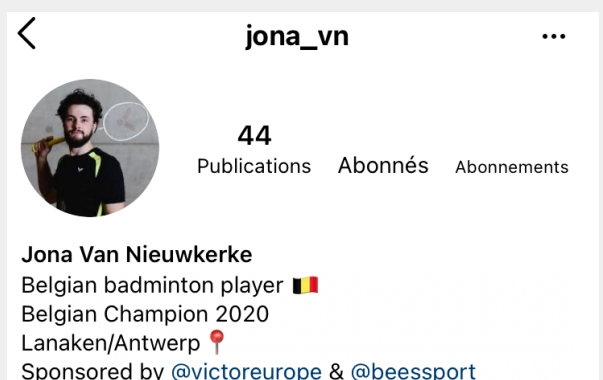 jona_vn
44
Publications Abonnés Abonnements
Jona Van Nieuwkerke
Belgian badminton player 🇧🇪
Belgian Champion 2020
Lanaken/Antwerp 📍
Sponsored by @victoreurope & @beessport